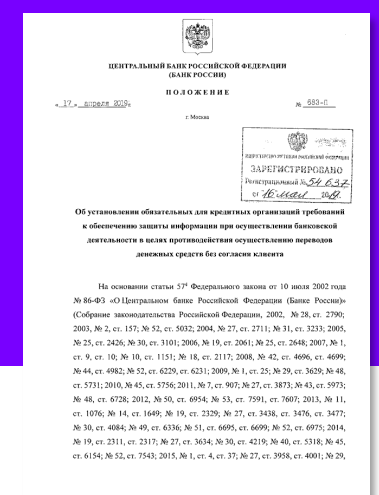 ЦЕНТРАЛЬНЫЙ БАНК РОССИЙСКОЙ ФЕДЕРАЦИИ
(БАНК РОССИИ)
ПОЛОЖЕНИЕ
« 17 » апреля 2019г.
№ 683-П
г. Москва
ЗАРЕГИСТРИРОВАНО
Регистрационный № 54637
от "16" мая 2019.
Об установлении обязательных для кредитных организаций требований
к обеспечению защиты информации при осуществлении банковской
деятельности в целях противодействия осуществлению переводов
денежных средств без согласия клиента
На основании статьи 57⁴ Федерального закона от 10 июля 2002 года
№ 86-ФЗ «О Центральном банке Российской Федерации (Банке России)»
(Собрание законодательства Российской Федерации, 2002, № 28, ст. 2790;
2003, № 2, ст. 157; № 52, ст. 5032; 2004, № 27, ст. 2711; № 31, ст. 3233; 2005,
№ 25, ст. 2426; № 30, ст. 3101; 2006, № 19, ст. 2061; № 25, ст. 2648; 2007, № 1,
ст. 9, ст. 10; № 10, ст. 1151; № 18, ст. 2117; 2008, № 42, ст. 4696, ст. 4699;
№ 44, ст. 4982; № 52, ст. 6229, ст. 6231; 2009, № 1, ст. 25; № 29, ст. 3629; № 48,
ст. 5731; 2010, № 45, ст. 5756; 2011, № 7, ст. 907; № 27, ст. 3873; № 43, ст. 5973;
№ 48, ст. 6728; 2012, № 50, ст. 6954; № 53, ст. 7591, ст. 7607; 2013, № 11,
ст. 1076; № 14, ст. 1649; № 19, ст. 2329; № 27, ст. 3438, ст. 3476, ст. 3477;
№ 30, ст. 4084; № 49, ст. 6336; № 51, ст. 6695, ст. 6699; № 52, ст. 6975; 2014,
№ 19, ст. 2311, ст. 2317; № 27, ст. 3634; № 30, ст. 4219; № 40, ст. 5318; № 45,
ст. 6154; № 52, ст. 7543; 2015, № 1, ст. 4, ст. 37; № 27, ст. 3958, ст. 4001; № 29,